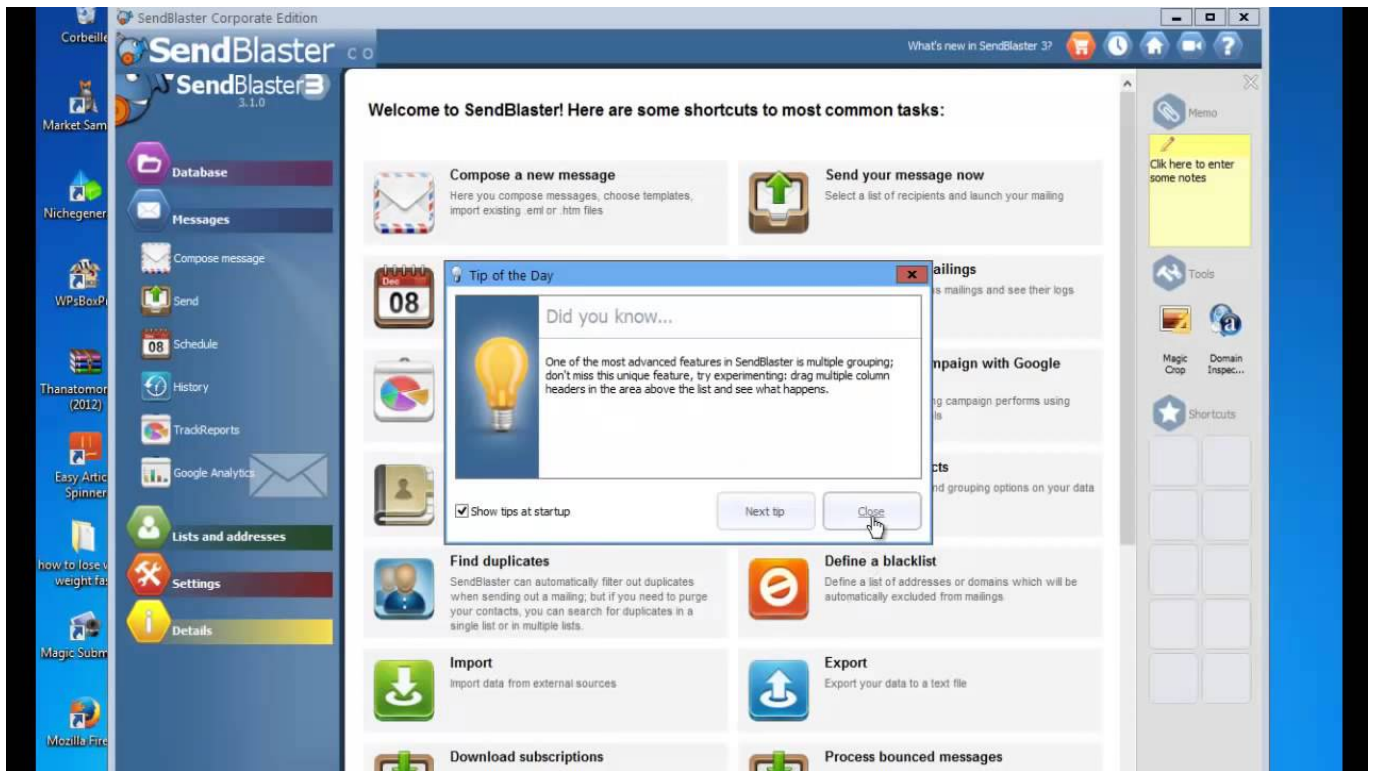 SendBlaster Corporate Edition
Corbeille
SendBlaster
What's new in SendBlaster 3?
SendBlaster3
3.1.0
Market Sam
Nichegener
WPsBoxP
Thanatomor
(2012)
Easy Artic
Spinner
how to lose
weight fa
Magic Subm
Mozilla Fire
Database
Messages
Compose message
Send
08
Schedule
History
TrackReports
Google Analytics
Lists and addresses
Settings
Details
Welcome to SendBlaster! Here are some shortcuts to most common tasks:
Compose a new message
Here you compose messages, choose templates,
import existing .eml or .htm files
Send your message now
Select a list of recipients and launch your mailing
Dec
08
ailings
s mailings and see their logs
mpaign with Google
g campaign performs using
ls
cts
nd grouping options on your data
Tip of the Day
Did you know...
One of the most advanced features in SendBlaster is multiple grouping;
don't miss this unique feature, try experimenting: drag multiple column
headers in the area above the list and see what happens.
Show tips at startup
Next tip
Close
Find duplicates
SendBlaster can automatically filter out duplicates
when sending out a mailing; but if you need to purge
your contacts, you can search for duplicates in a
single list or in multiple lists.
Define a blacklist
Define a list of addresses or domains which will be
automatically excluded from mailings
Import
Import data from external sources
Export
Export your data to a text file
Download subscriptions
Process bounced messages
Memo
Clik here to enter
some notes
Tools
Magic
Crop
Domain
Inspec...
Shortcuts